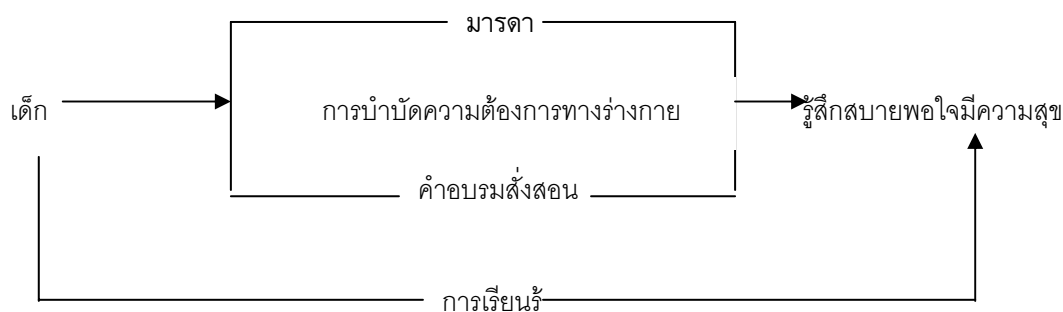 มารดา
เด็ก การบำบัดความต้องการทางร่างกาย รู้สึกสบายพอใจมีความสุข
คำอบรมสั่งสอน
การเรียนรู้